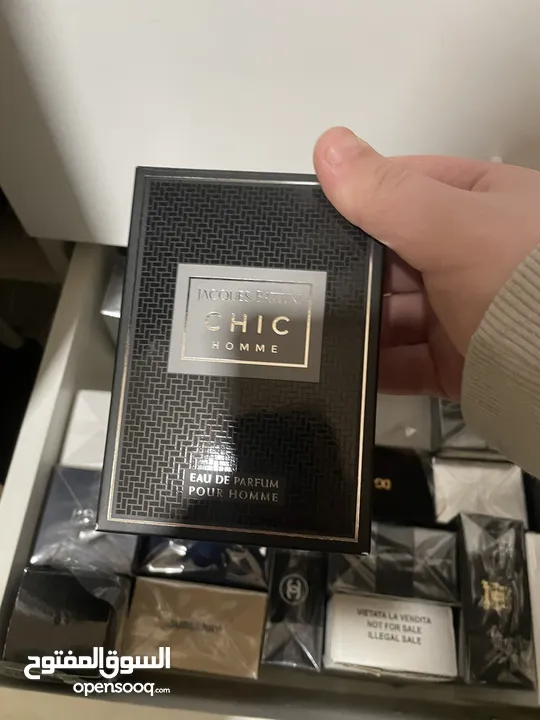 CHIC
HOMME
EAU DE PARFUM
POUR HOMME
VIETATA LA VENDITA
NOT FOR SALE
ILLEGAL SALE
السوق المفتوح
opensooq.com